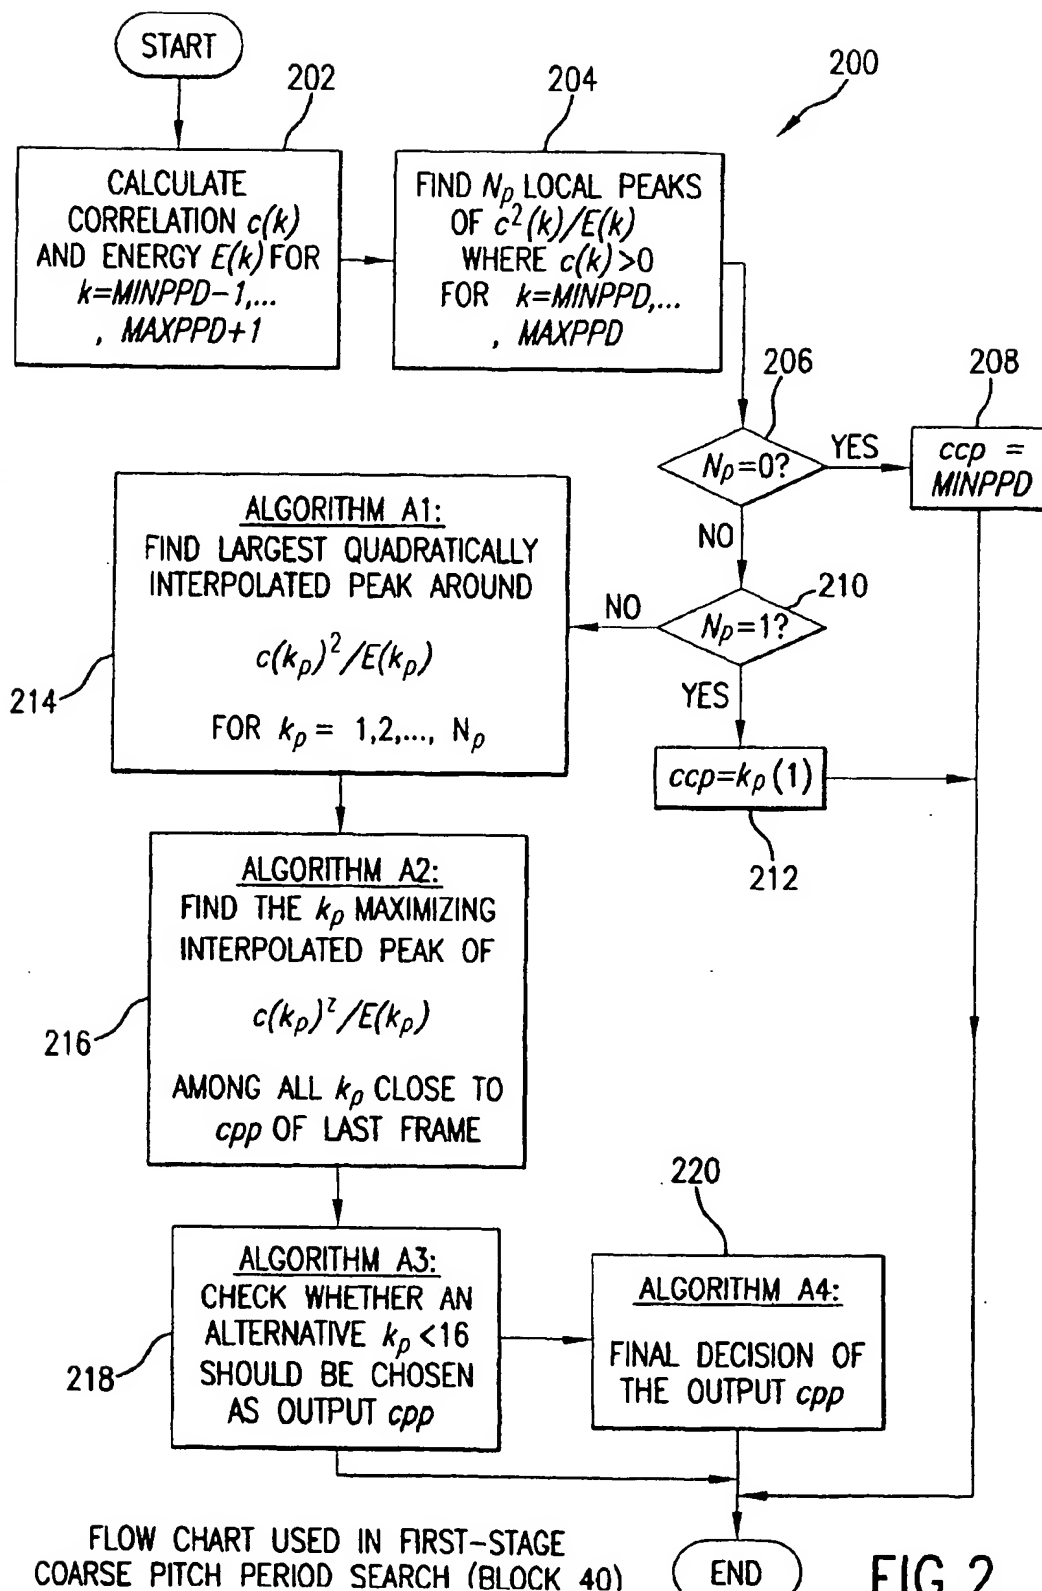 START
202
204
200
CALCULATE
CORRELATION c(k)
AND ENERGY E(k) FOR
k=MINPPD−1,...
, MAXPPD+1
FIND Np LOCAL PEAKS
OF c²(k)/E(k)
WHERE c(k)>0
FOR k=MINPPD,...
, MAXPPD
206
208
Np=0?
YES
ccp =
MINPPD
NO
210
Np=1?
NO
YES
ccp=kp(1)
212
ALGORITHM A1:
FIND LARGEST QUADRATICALLY
INTERPOLATED PEAK AROUND
c(kp)²/E(kp)
FOR kp = 1,2,..., Np
214
ALGORITHM A2:
FIND THE kp MAXIMIZING
INTERPOLATED PEAK OF
c(kp)²/E(kp)
AMONG ALL kp CLOSE TO
cpp OF LAST FRAME
216
220
ALGORITHM A3:
CHECK WHETHER AN
ALTERNATIVE kp<16
SHOULD BE CHOSEN
AS OUTPUT cpp
218
ALGORITHM A4:
FINAL DECISION OF
THE OUTPUT cpp
FLOW CHART USED IN FIRST-STAGE
COARSE PITCH PERIOD SEARCH (BLOCK 40)
END
FIG.2